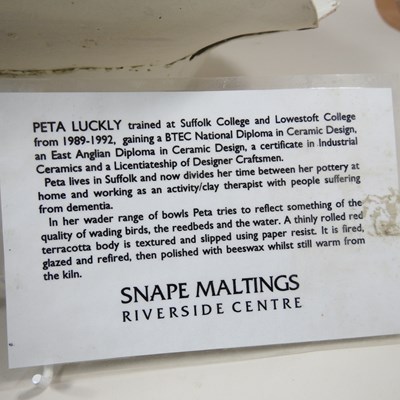 PETA LUCKLY trained at Suffolk College and Lowestoft College
from 1989-1992, gaining a BTEC National Diploma in Ceramic Design,
an East Anglian Diploma in Ceramic Design, a certificate in Industrial
Ceramics and a Licentiateship of Designer Craftsmen.
Peta lives in Suffolk and now divides her time between her pottery at
home and working as an activity/clay therapist with people suffering
from dementia.
In her wader range of bowls Peta tries to reflect something of the
quality of wading birds, the reedbeds and the water. A thinly rolled red
terracotta body is textured and slipped using paper resist. It is fired,
glazed and refired, then polished with beeswax whilst still warm from
the kiln.
SNAPE MALTINGS
RIVERSIDE CENTRE